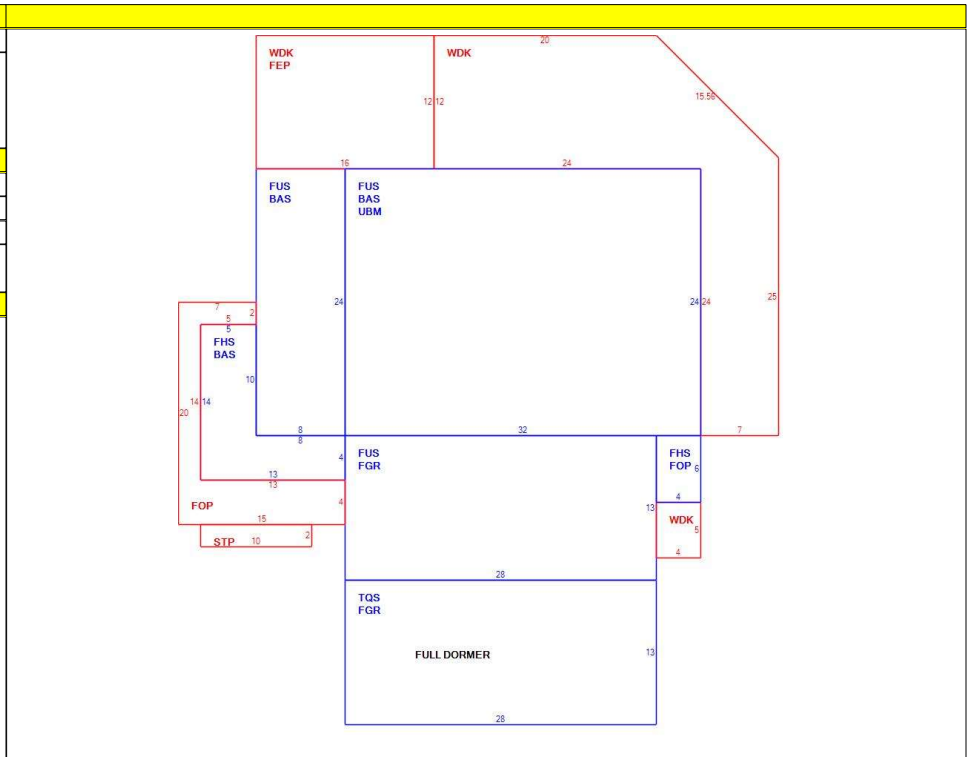 20
WDK
FEP
WDK
15.56
12 12
16
24
FUS
BAS
FUS
BAS
UBM
24
24 24
25
7
2
5
5
FHS
BAS
10
14 14
20
8
8
32
7
4
FUS
FGR
FHS
FOP
6
13
13
4
4
FOP
13
WDK
5
15
STP
10
2
4
28
TQS
FGR
FULL DORMER
13
28